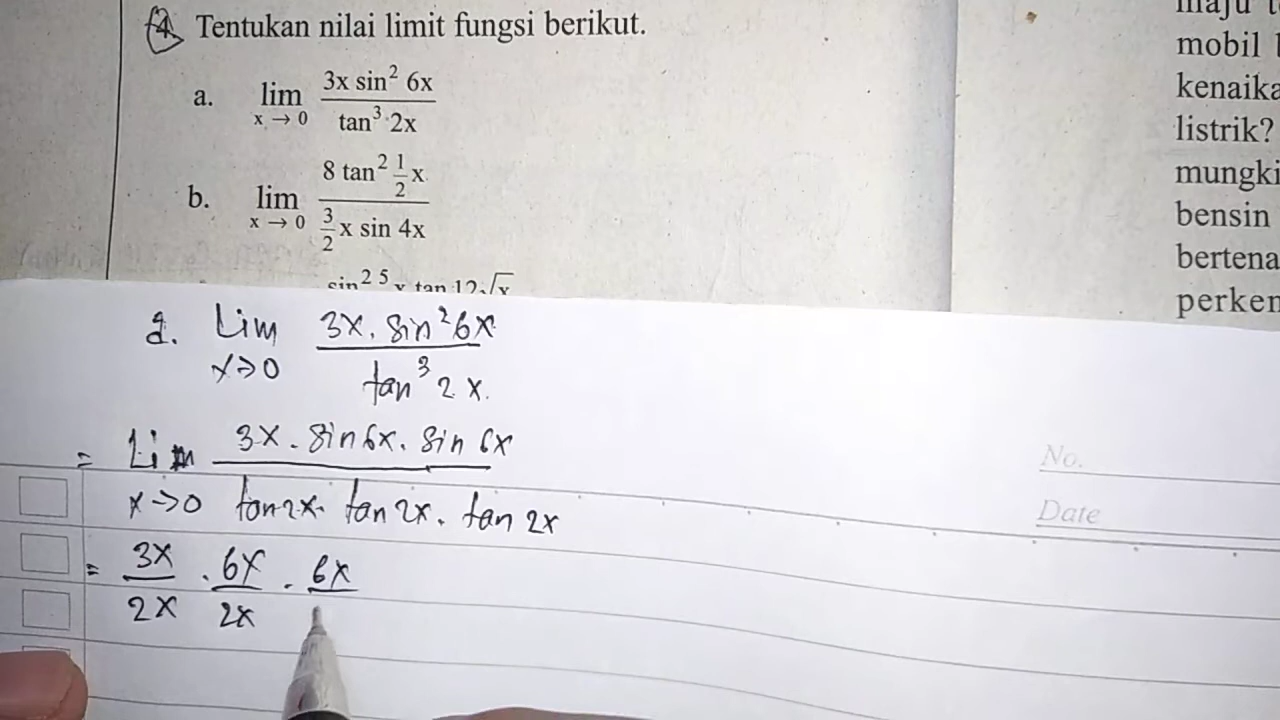 4. Tentukan nilai limit fungsi berikut.
a. lim x → 0 3x sin² 6x / tan³ 2x
b. lim x → 0 8 tan² 1/2 x / 3/2 x sin 4x
maju
mobil
kenaika
listrik?
mungki
bensin
bertena
perken
a. Lim x→0 3x . sin² 6x / tan³ 2x.
= Lim x→0 3x . sin 6x . sin 6x / tan 2x . tan 2x . tan 2x
= 3x/2x . 6x/2x . 6x
No.
Date